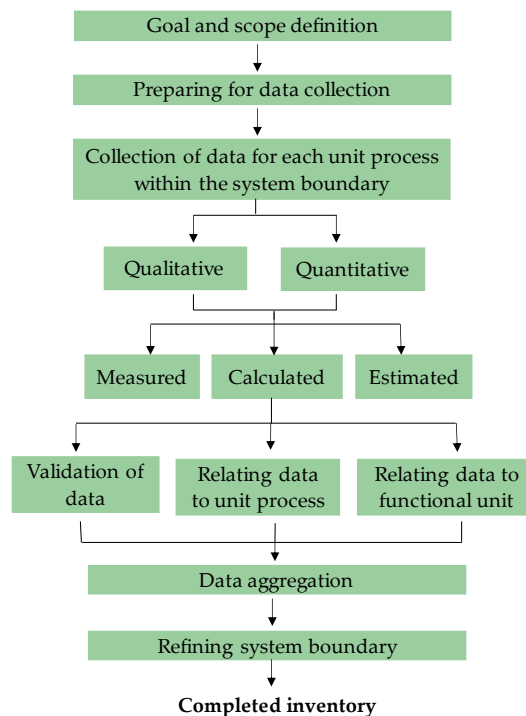 Goal and scope definition
Preparing for data collection
Collection of data for each unit process
within the system boundary
Qualitative
Quantitative
Measured
Calculated
Estimated
Validation of
data
Relating data
to unit process
Relating data to
functional unit
Data aggregation
Refining system boundary
Completed inventory